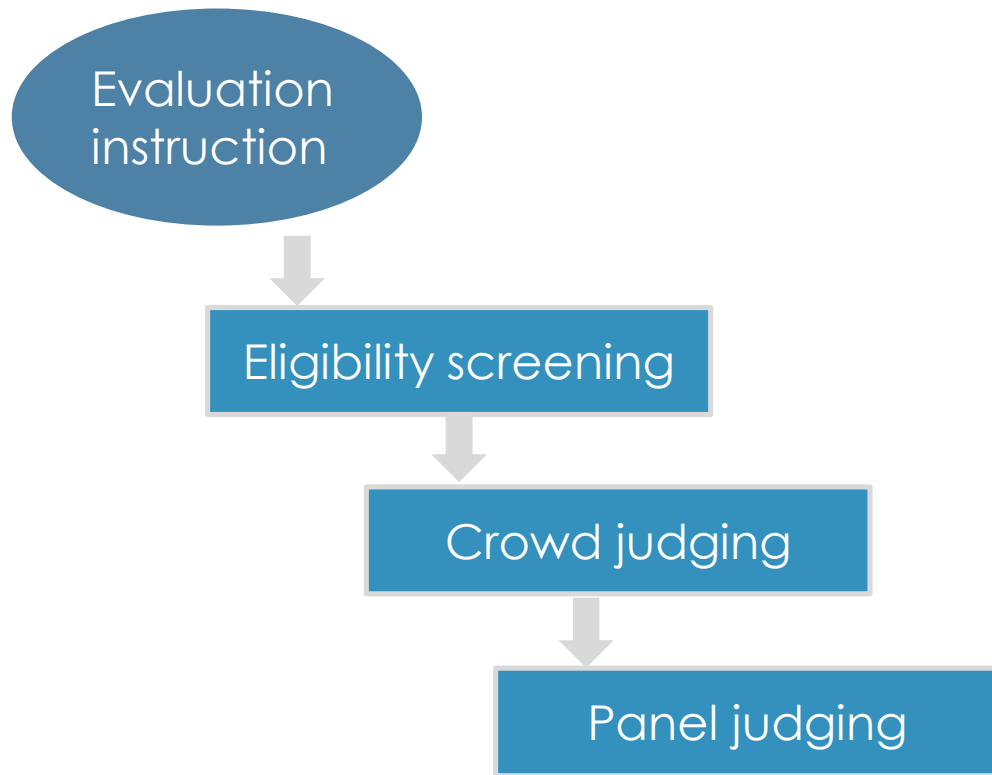 Evaluation
instruction
Eligibility screening
Crowd judging
Panel judging